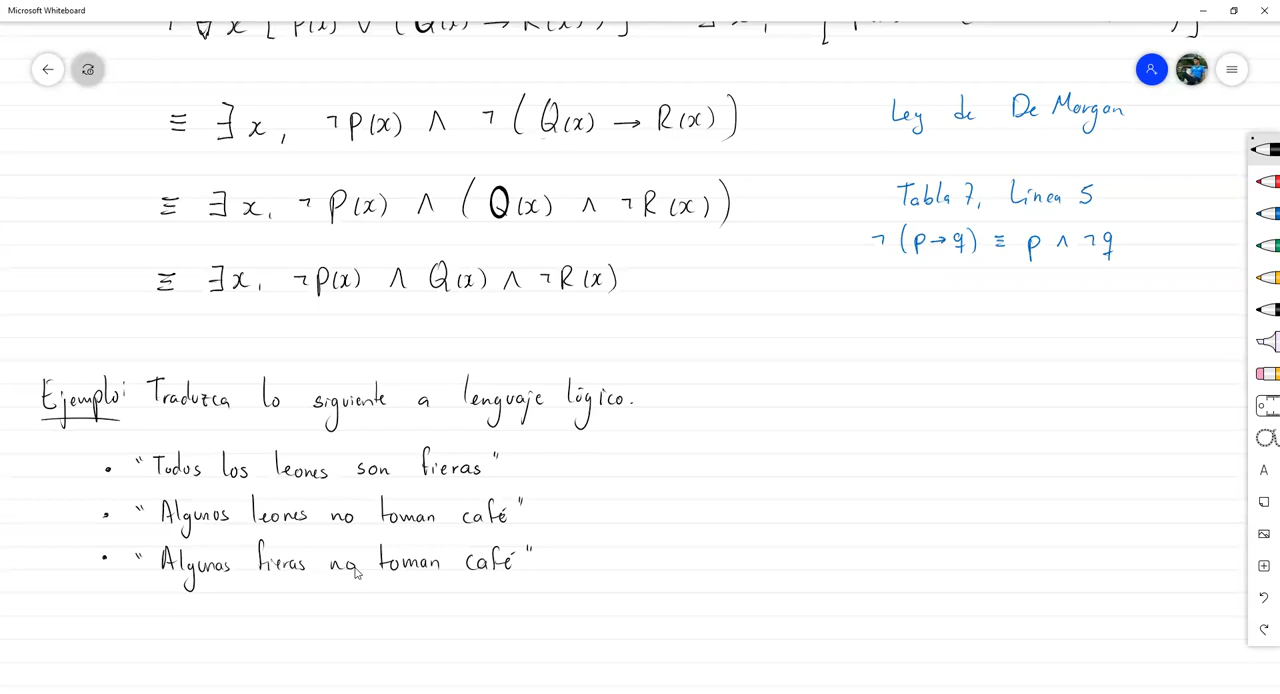 Microsoft Whiteboard
¬ ∀ x [ P(x) ∨ ( Q(x) → R(x) ) ]
≡ ∃ x, ¬ P(x) ∧ ¬ ( Q(x) → R(x) ) Ley de De Morgan
≡ ∃ x, ¬ P(x) ∧ ( Q(x) ∧ ¬ R(x) ) Tabla 7, Línea 5
¬ (p → q) ≡ p ∧ ¬ q
≡ ∃ x, ¬ P(x) ∧ Q(x) ∧ ¬ R(x)
Ejemplo: Traduzca lo siguiente a lenguaje lógico.
• "Todos los leones son fieras"
• "Algunos leones no toman café"
• "Algunas fieras no toman café"
A